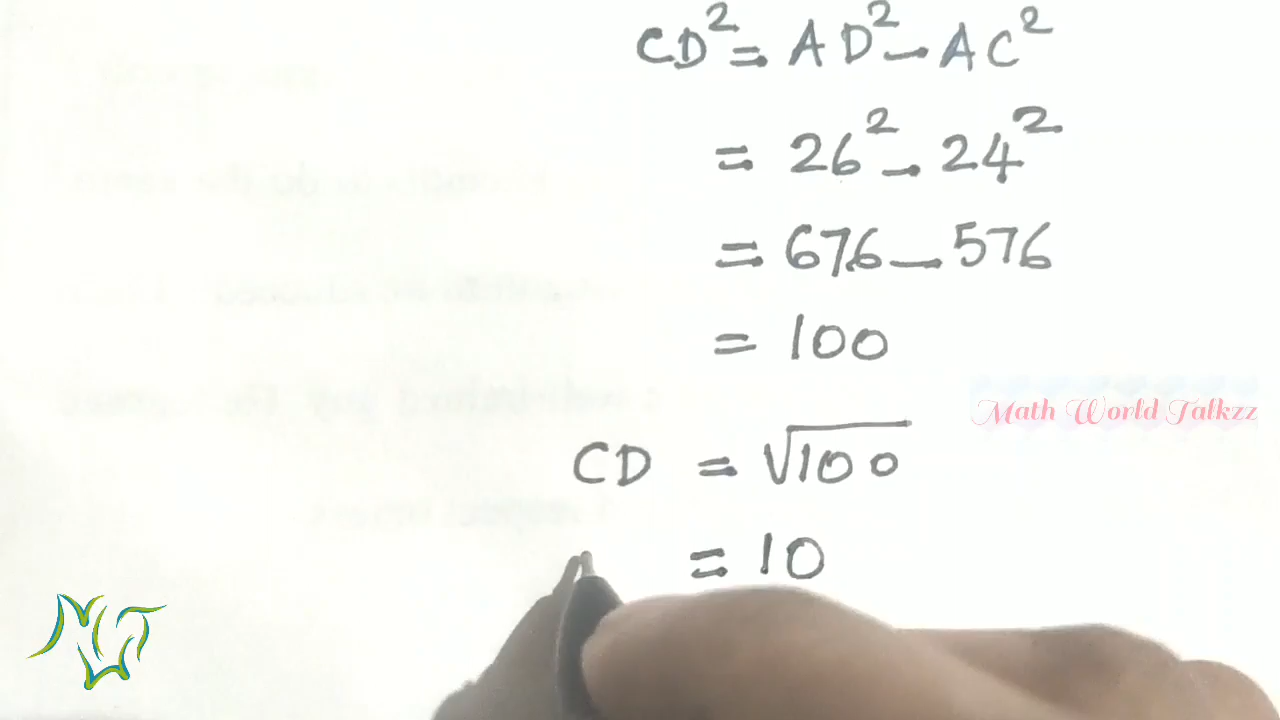 CD² = AD² - AC²
= 26² - 24²
= 676 - 576
= 100
Math World Talkzz
CD = √100
= 10